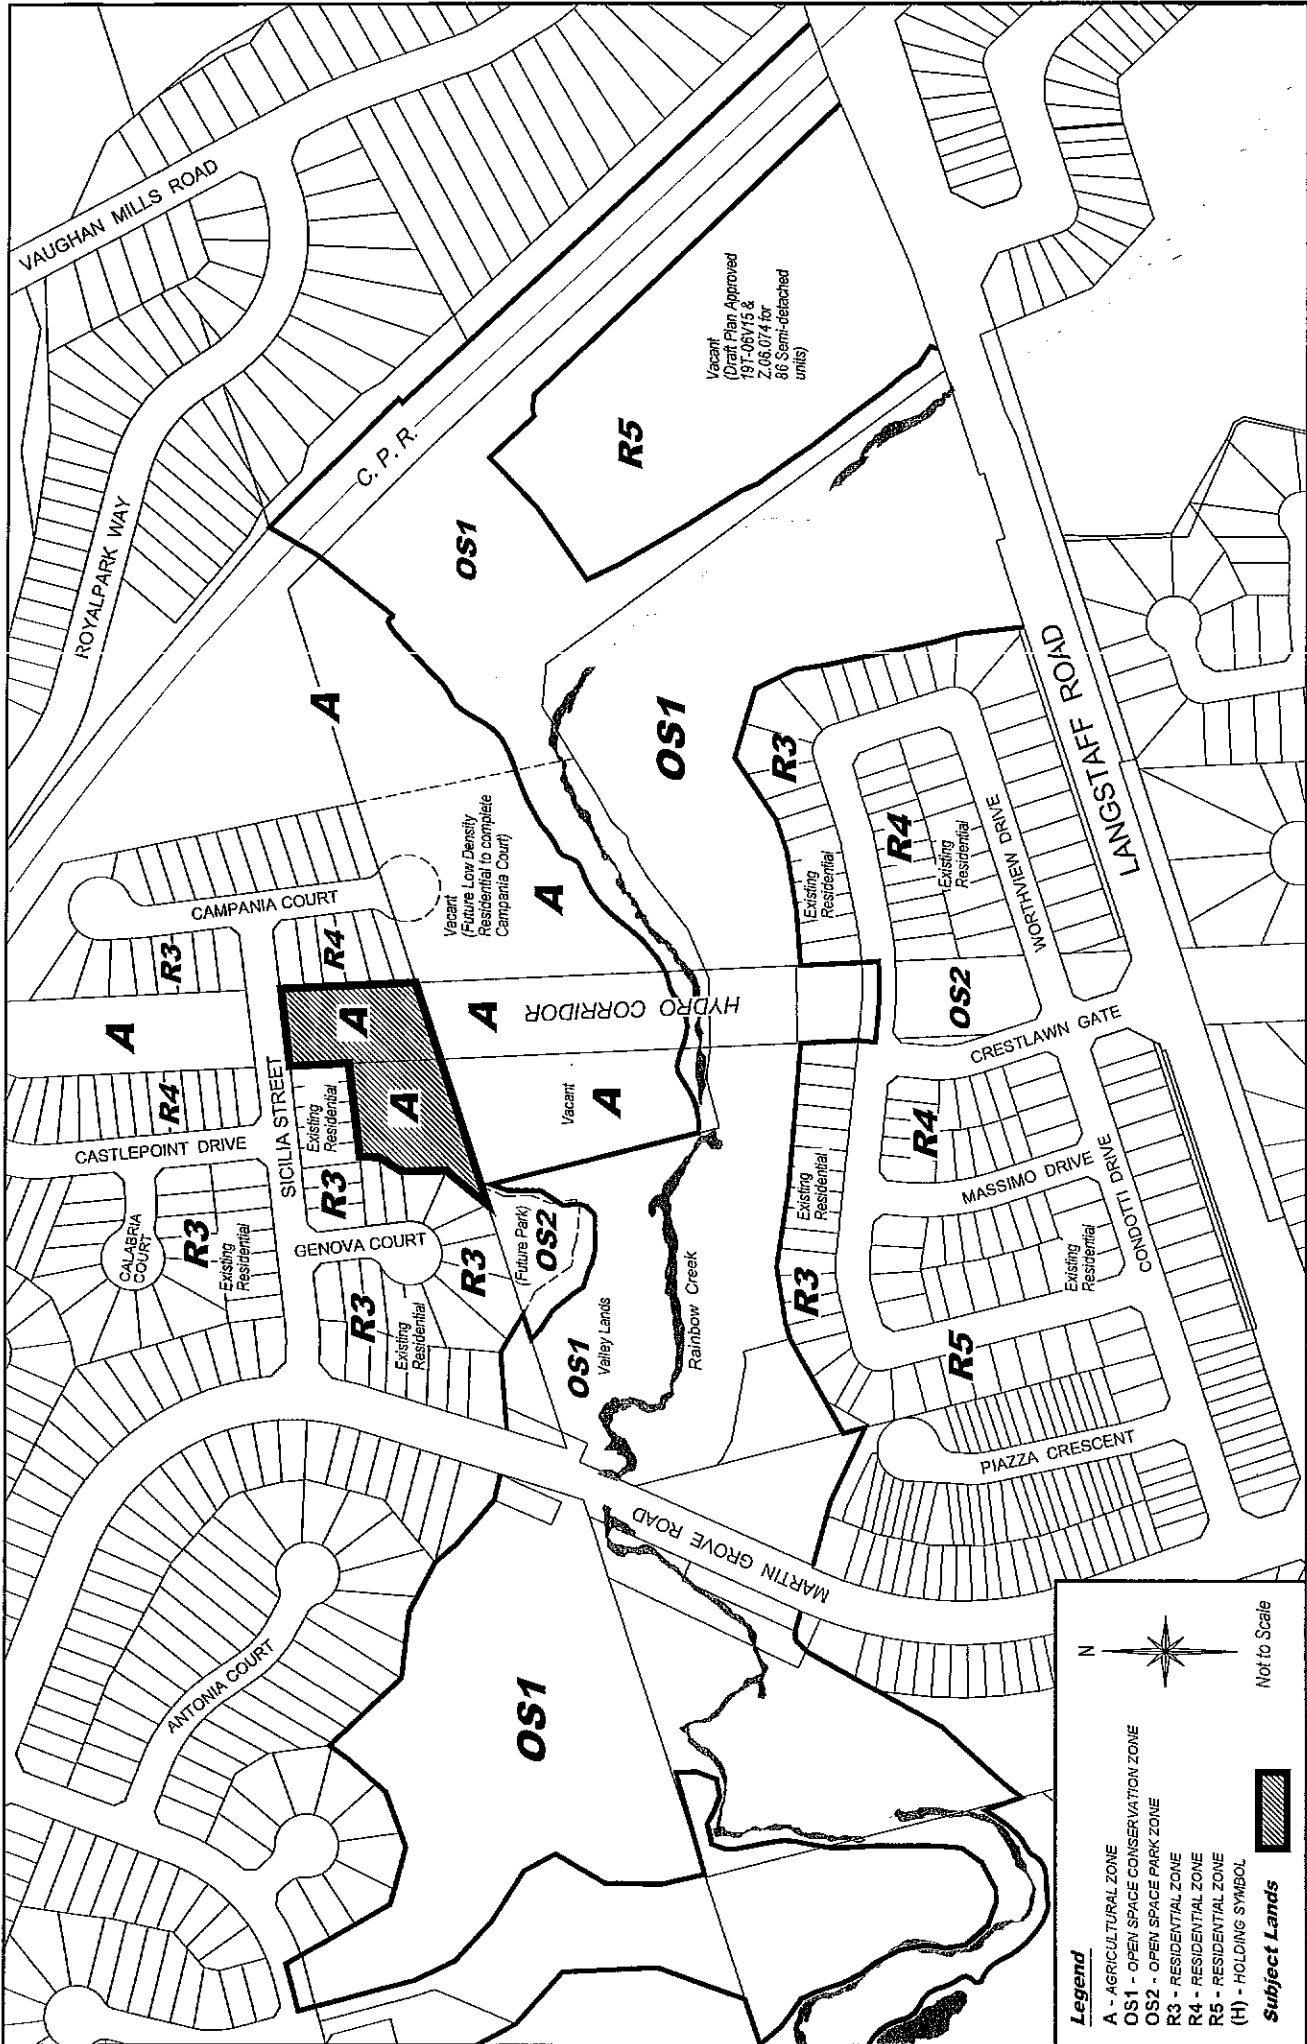 VAUGHAN MILLS ROAD
ROYALPARK WAY
C. P. R.
Vacant
(Draft Plan Approved
19T-06V15 &
Z.06.074 for
86 Semi-detached
units)
R5
OS1
A
OS1
Vacant
(Future Low Density
Residential to complete
Campania Court)
A
CAMPANIA COURT
R3
R4
A
A
A
A
HYDRO CORRIDOR
Vacant
A
R4
CASTLEPOINT DRIVE
SICILIA STREET
Existing
Residential
R3
CALABRIA
COURT
R3
Existing
Residential
GENOVA COURT
R3
Existing
Residential
R3
(Future Park)
OS2
OS1
Valley Lands
Rainbow Creek
R3
Existing
Residential
R4
Existing
Residential
WORTHVIEW DRIVE
LANGSTAFF ROAD
OS2
CRESTLAWN GATE
R4
MASSIMO DRIVE
CONDOTTI DRIVE
Existing
Residential
R3
Existing
Residential
R5
PIAZZA CRESCENT
MARTIN GROVE ROAD
ANTONIA COURT
OS1
Legend
A - AGRICULTURAL ZONE
OS1 - OPEN SPACE CONSERVATION ZONE
OS2 - OPEN SPACE PARK ZONE
R3 - RESIDENTIAL ZONE
R4 - RESIDENTIAL ZONE
R5 - RESIDENTIAL ZONE
(H) - HOLDING SYMBOL
Subject Lands
N
Not to Scale